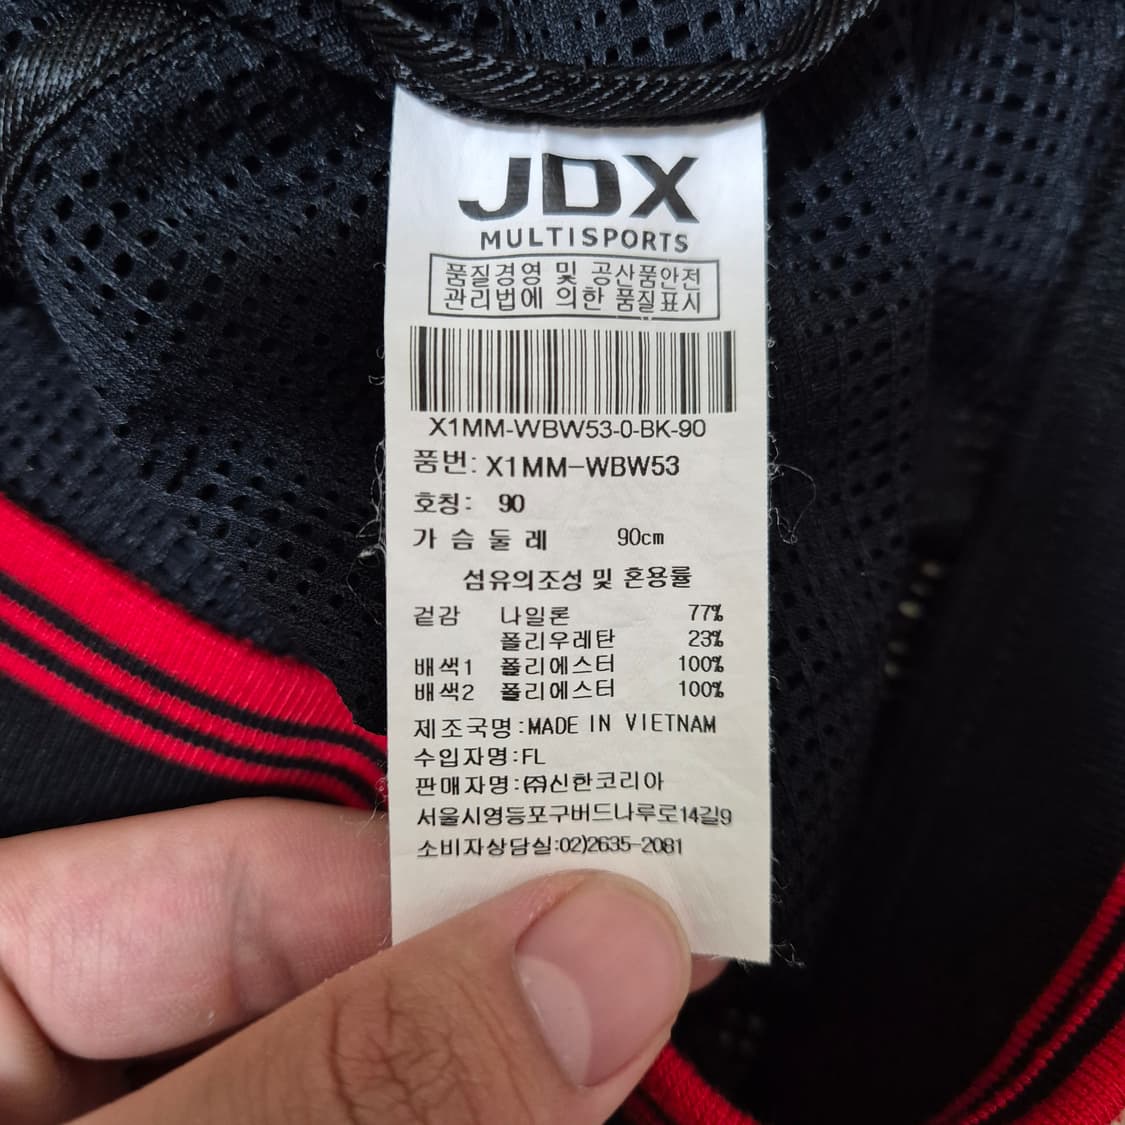 JDX
MULTISPORTS
품질경영 및 공산품안전
관리법에 의한 품질표시
X1MM-WBW53-0-BK-90
품번: X1MM-WBW53
호칭: 90
가 슴 둘 레 90cm
섬유의조성 및 혼용률
겉감 나일론 77%
폴리우레탄 23%
배색1 폴리에스터 100%
배색2 폴리에스터 100%
제조국명:MADE IN VIETNAM
수입자명:FL
판매자명:㈜신한코리아
서울시영등포구버드나루로14길9
소비자상담실:02)2635-2081